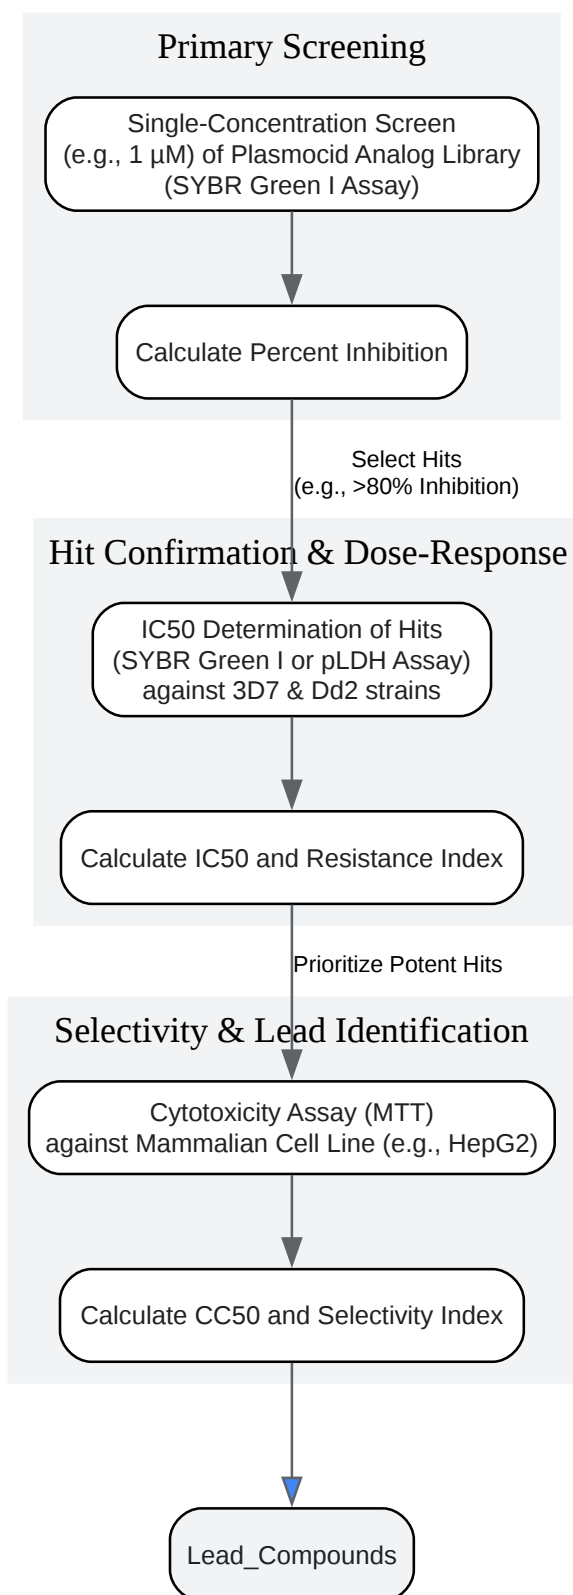 Primary Screening
Single-Concentration Screen
(e.g., 1 µM) of Plasmocid Analog Library
(SYBR Green I Assay)
Calculate Percent Inhibition
Select Hits
(e.g., >80% Inhibition)
Hit Confirmation & Dose-Response
IC50 Determination of Hits
(SYBR Green I or pLDH Assay)
against 3D7 & Dd2 strains
Calculate IC50 and Resistance Index
Prioritize Potent Hits
Selectivity & Lead Identification
Cytotoxicity Assay (MTT)
against Mammalian Cell Line (e.g., HepG2)
Calculate CC50 and Selectivity Index
Lead_Compounds